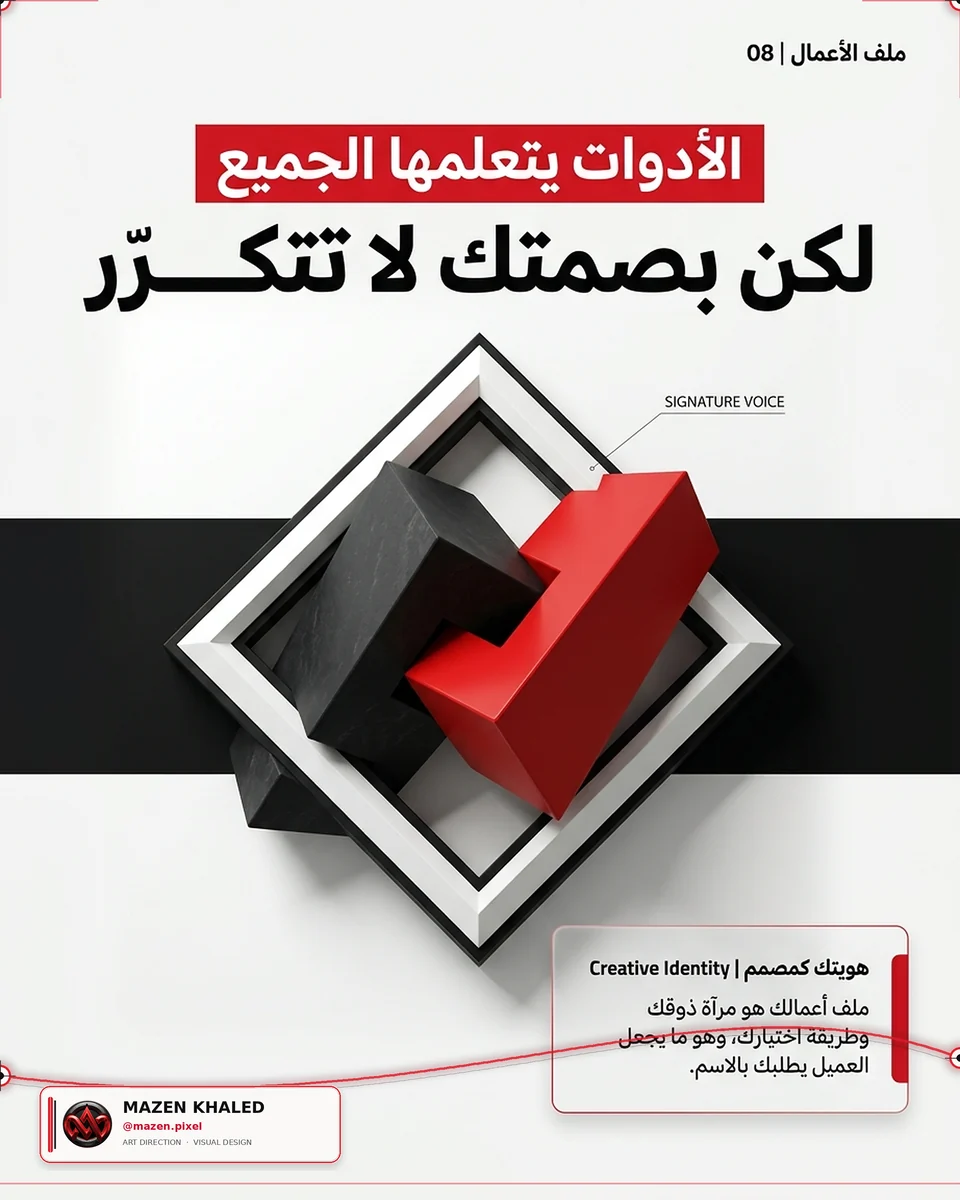 ملف الأعمال | 08
الأدوات يتعلمها الجميع
لكن بصمتك لا تتكـــرّر
SIGNATURE VOICE
هويتك كمصمم | Creative Identity
ملف أعمالك هو مرآة ذوقك
وطريقة اختيارك، وهو ما يجعل
العميل يطلبك بالاسم.
MAZEN KHALED
@mazen.pixel
ART DIRECTION · VISUAL DESIGN